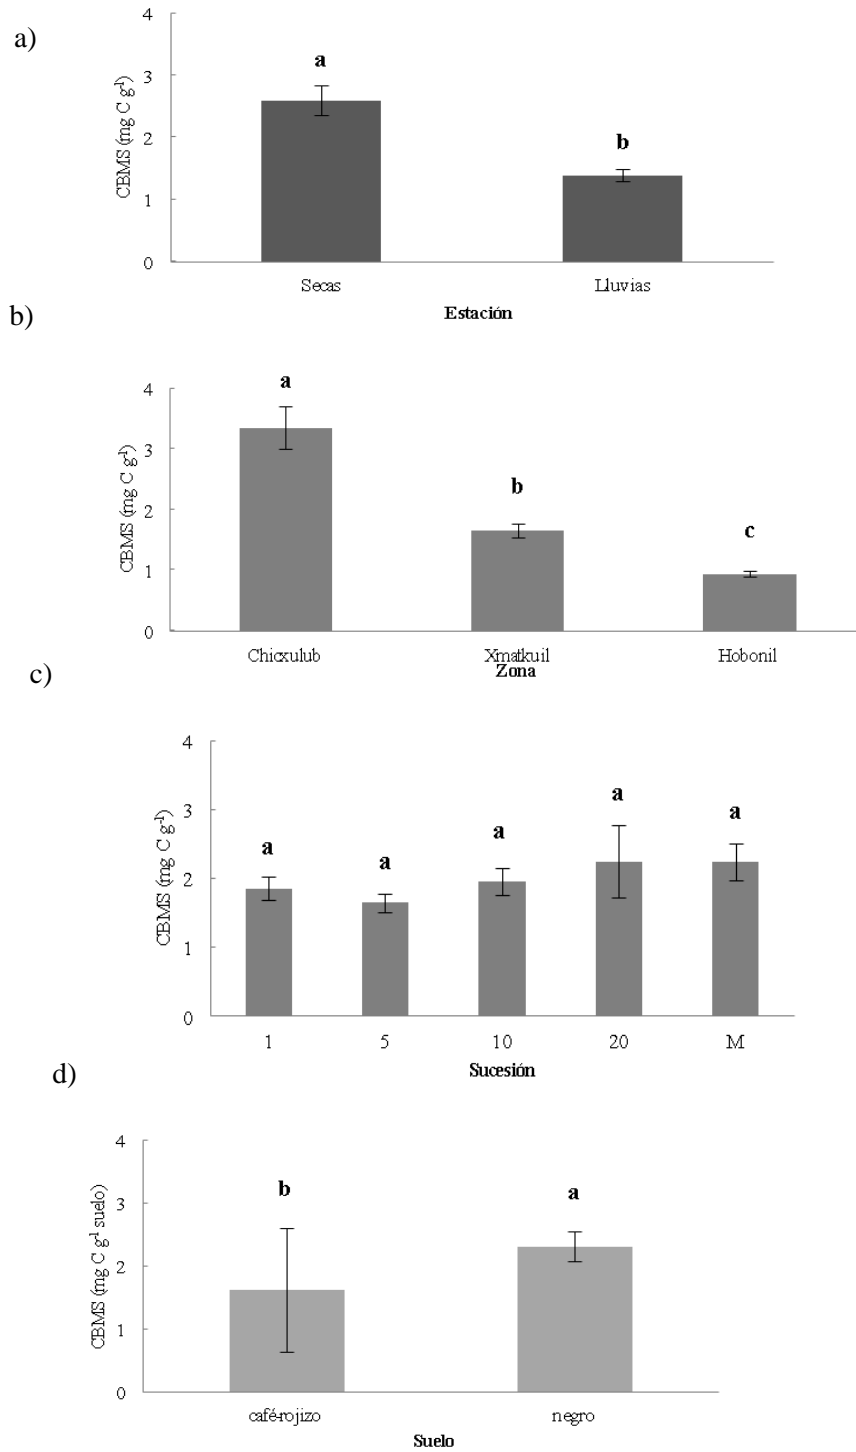 a)
4
a
3
b
2
1
0
CBMS (mg C g-1)
Secas Lluvias
Estación
b)
4
a
3
b
2
c
1
0
CBMS (mg C g-1)
Chicxulub Xmatkuil Hobonil
Zona
c)
4
3
a a a a a
2
1
0
CBMS (mg C g-1)
1 5 10 20 M
Sucesión
d)
4
b a
3
2
1
0
CBMS (mg C g-1 suelo)
café-rojizo negro
Suelo